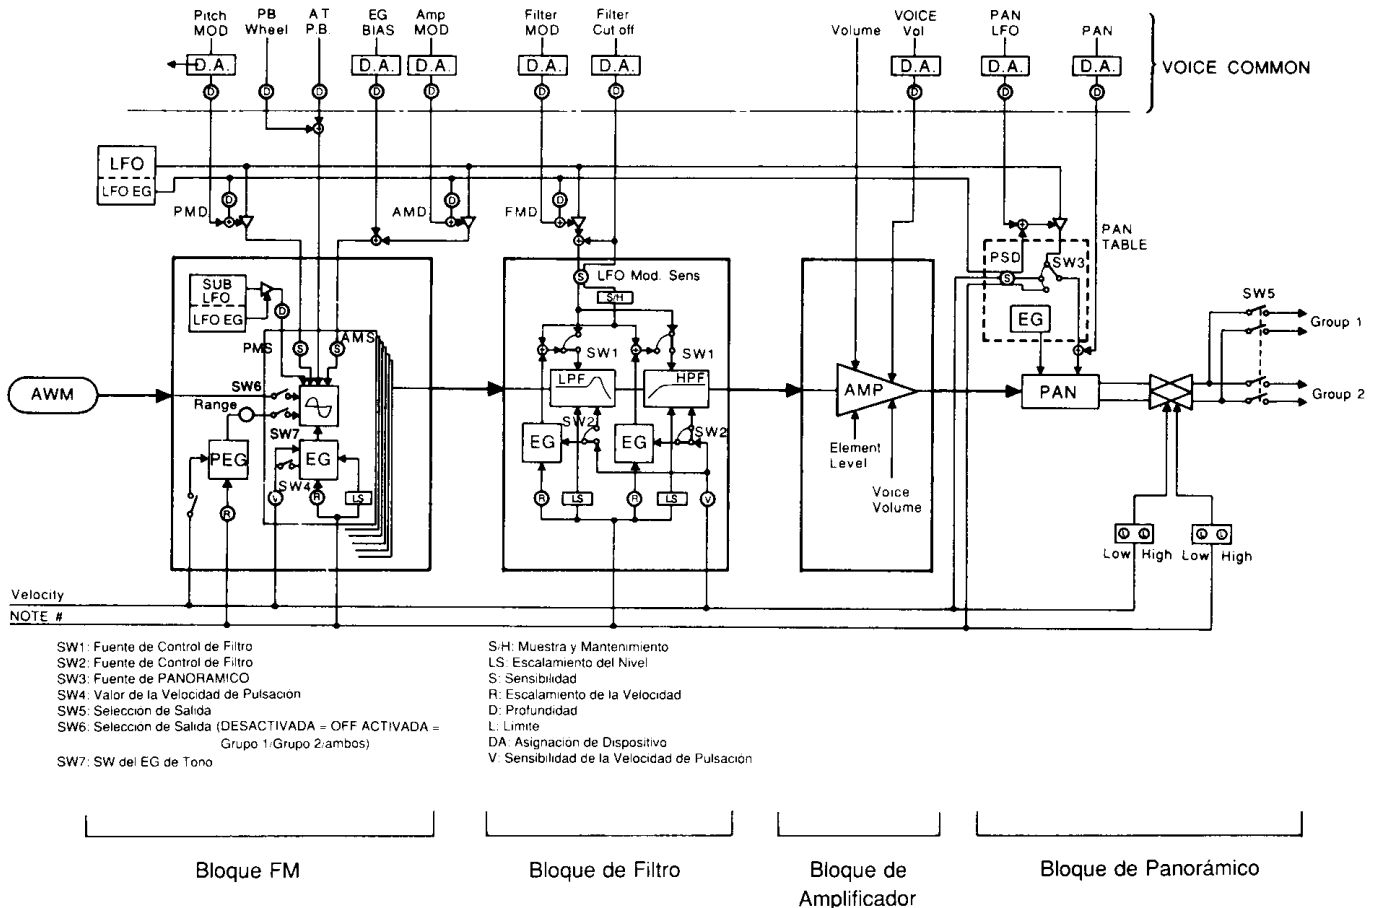 Pitch MOD
PB Wheel
A.T P.B.
EG BIAS
Amp MOD
Filter MOD
Filter Cut off
Volume
VOICE Vol
PAN LFO
PAN
D.A.
D.A.
D.A.
D.A.
D.A.
D.A.
D.A.
D.A.
VOICE COMMON
D
D
D
D
D
D
D
D
D
D
LFO
LFO EG
D
D
D
PMD
AMD
FMD
PAN TABLE
PSD
SW3
S
EG
SUB LFO
LFO EG
D
PMS
S
S
AMS
S
LFO Mod. Sens
S/H
SW1
SW1
SW5
Group 1
Group 2
AWM
SW6
Range
LPF
HPF
AMP
PAN
SW7
PEG
EG
SW4
SW2
SW2
EG
EG
Element Level
Voice Volume
V
R
LS
R
R
LS
R
LS
V
L L
L L
Low High
Low High
Velocity
NOTE #
SW1: Fuente de Control de Filtro
SW2: Fuente de Control de Filtro
SW3: Fuente de PANORAMICO
SW4: Valor de la Velocidad de Pulsación
SW5: Selección de Salida
SW6: Selección de Salida (DESACTIVADA = OFF ACTIVADA =
Grupo 1/Grupo 2/ambos)
SW7: SW del EG de Tono
S/H: Muestra y Mantenimiento
LS: Escalamiento del Nivel
S: Sensibilidad
R: Escalamiento de la Velocidad
D: Profundidad
L: Limite
DA: Asignación de Dispositivo
V: Sensibilidad de la Velocidad de Pulsación
Bloque FM
Bloque de Filtro
Bloque de
Amplificador
Bloque de Panorámico